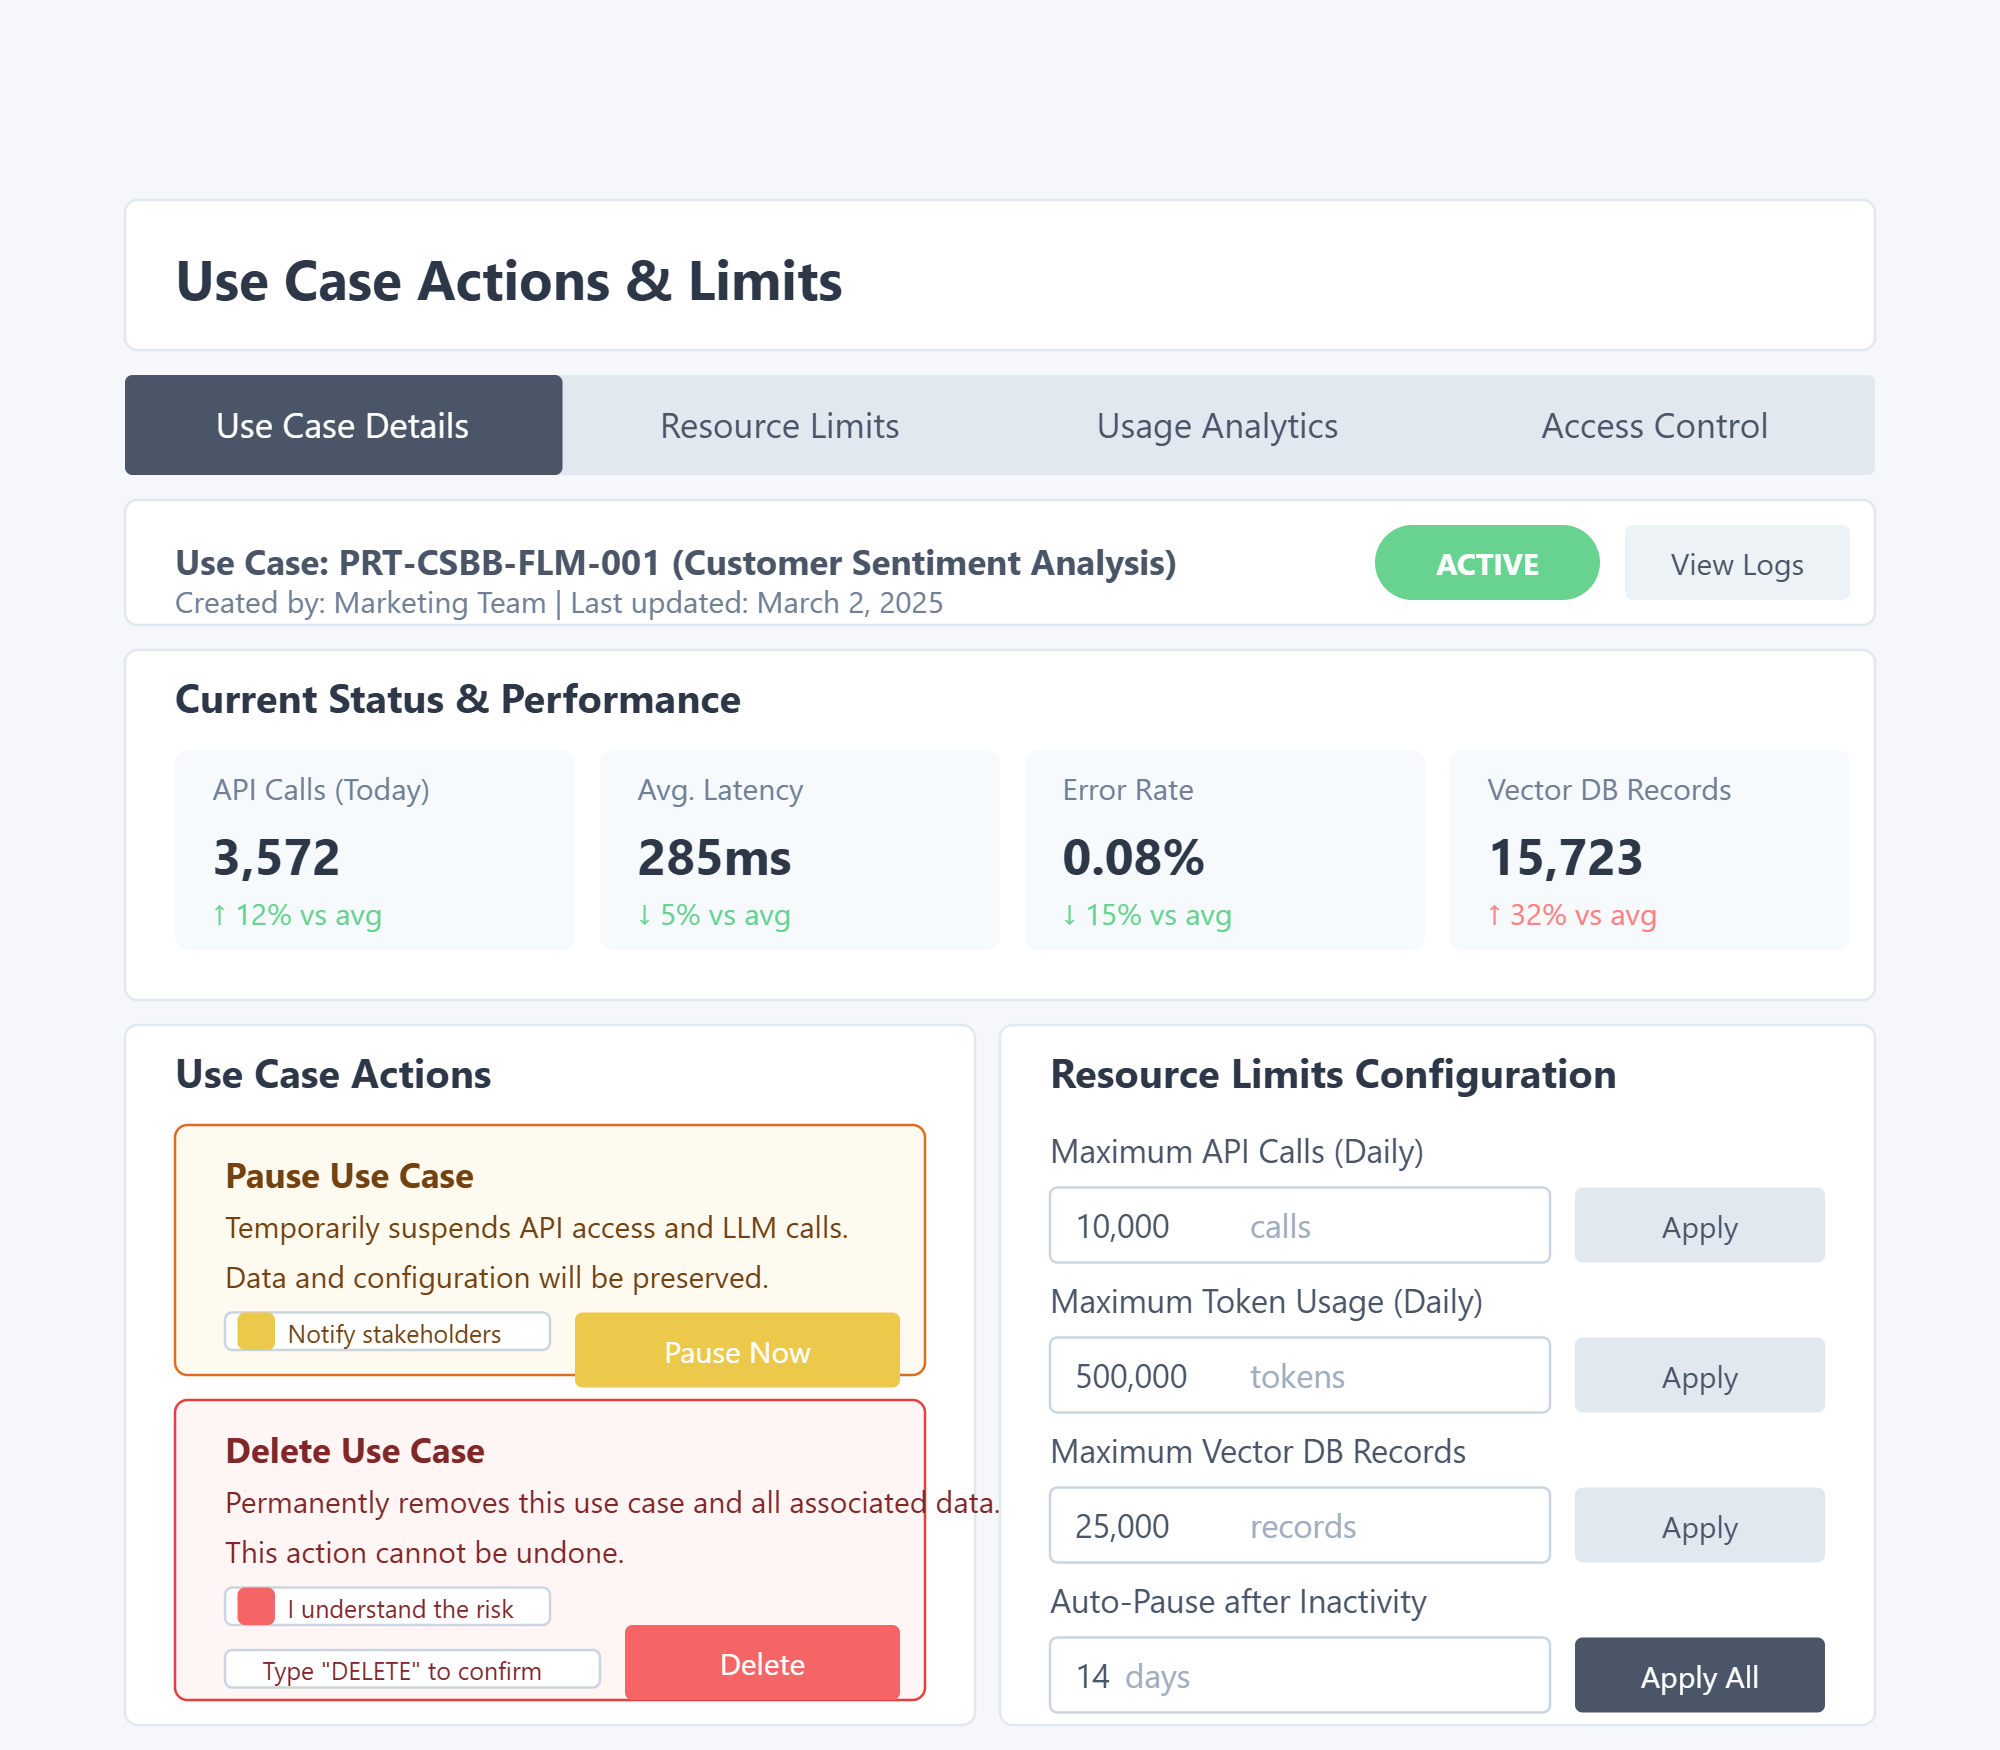 Use Case Actions & Limits
Use Case Details
Resource Limits
Usage Analytics
Access Control
Use Case: PRT-CSBB-FLM-001 (Customer Sentiment Analysis)
Created by: Marketing Team | Last updated: March 2, 2025
ACTIVE
View Logs
Current Status & Performance
API Calls (Today)
3,572
↑ 12% vs avg
Avg. Latency
285ms
↓ 5% vs avg
Error Rate
0.08%
↓ 15% vs avg
Vector DB Records
15,723
↑ 32% vs avg
Use Case Actions
Pause Use Case
Temporarily suspends API access and LLM calls.
Data and configuration will be preserved.
Notify stakeholders
Pause Now
Delete Use Case
Permanently removes this use case and all associated data.
This action cannot be undone.
I understand the risk
Type "DELETE" to confirm
Delete
Resource Limits Configuration
Maximum API Calls (Daily)
10,000 calls
Apply
Maximum Token Usage (Daily)
500,000 tokens
Apply
Maximum Vector DB Records
25,000 records
Apply
Auto-Pause after Inactivity
14 days
Apply All